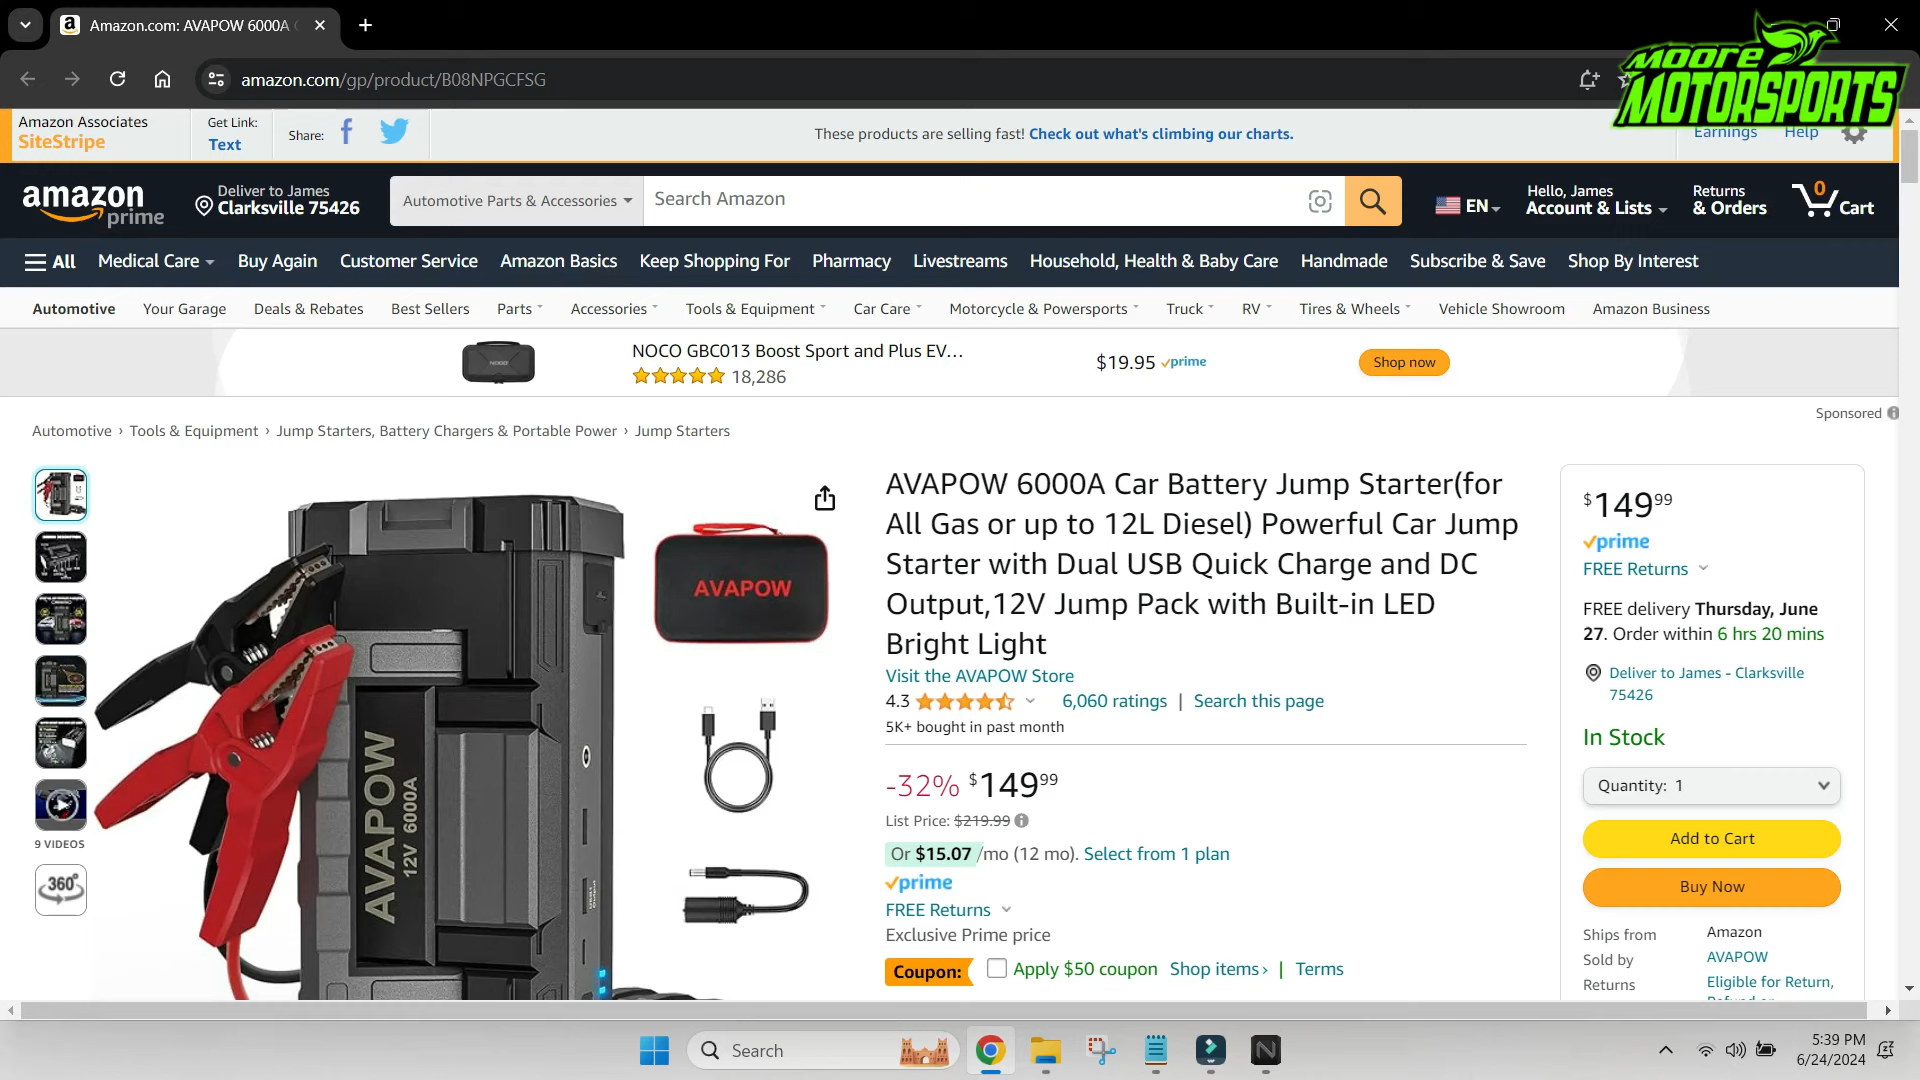 Amazon.com: AVAPOW 6000A
MOORE
MOTORSPORTS
amazon.com/gp/product/B08NPGCFSG
Amazon Associates
SiteStripe
Get Link:
Text
Share:
These products are selling fast! Check out what's climbing our charts.
Earnings
Help
amazon
prime
Deliver to James
Clarksville 75426
Automotive Parts & Accessories
Search Amazon
EN
Hello, James
Account & Lists
Returns
& Orders
0
Cart
All
Medical Care
Buy Again
Customer Service
Amazon Basics
Keep Shopping For
Pharmacy
Livestreams
Household, Health & Baby Care
Handmade
Subscribe & Save
Shop By Interest
Automotive
Your Garage
Deals & Rebates
Best Sellers
Parts
Accessories
Tools & Equipment
Car Care
Motorcycle & Powersports
Truck
RV
Tires & Wheels
Vehicle Showroom
Amazon Business
NOCO GBC013 Boost Sport and Plus EV…
18,286
$19.95 prime
Shop now
Sponsored
Automotive › Tools & Equipment › Jump Starters, Battery Chargers & Portable Power › Jump Starters
9 VIDEOS
360°
AVAPOW
12V 6000A
AVAPOW
AVAPOW 6000A Car Battery Jump Starter(for
All Gas or up to 12L Diesel) Powerful Car Jump
Starter with Dual USB Quick Charge and DC
Output,12V Jump Pack with Built-in LED
Bright Light
Visit the AVAPOW Store
4.3
6,060 ratings | Search this page
5K+ bought in past month
-32% $149 99
List Price: $219.99
Or $15.07 /mo (12 mo). Select from 1 plan
prime
FREE Returns
Exclusive Prime price
Coupon:
Apply $50 coupon Shop items › | Terms
$149 99
prime
FREE Returns
FREE delivery Thursday, June
27. Order within 6 hrs 20 mins
Deliver to James - Clarksville
75426
In Stock
Quantity: 1
Add to Cart
Buy Now
Ships from
Amazon
Sold by
AVAPOW
Returns
Eligible for Return,
Search
5:39 PM
6/24/2024